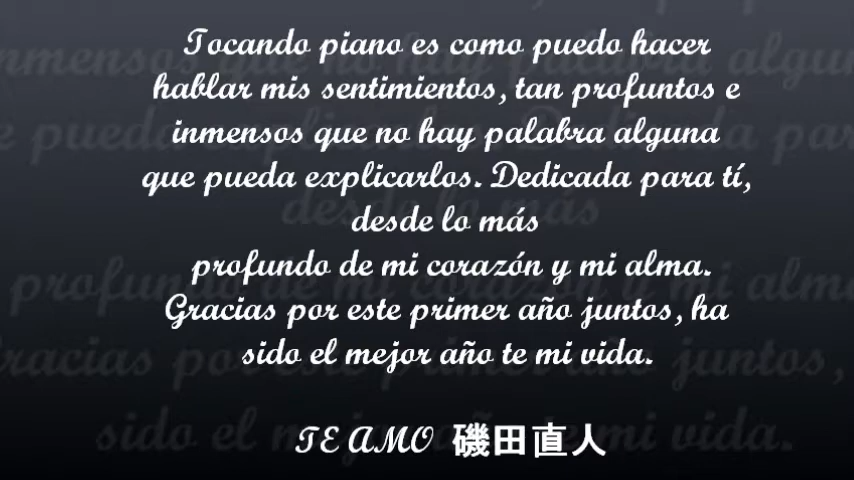 Tocando piano es como puedo hacer
hablar mis sentimientos, tan profuntos e
inmensos que no hay palabra alguna
que pueda explicarlos. Dedicada para tí,
desde lo más
profundo de mi corazón y mi alma.
Gracias por este primer año juntos, ha
sido el mejor año te mi vida.
TE AMO 磯田直人